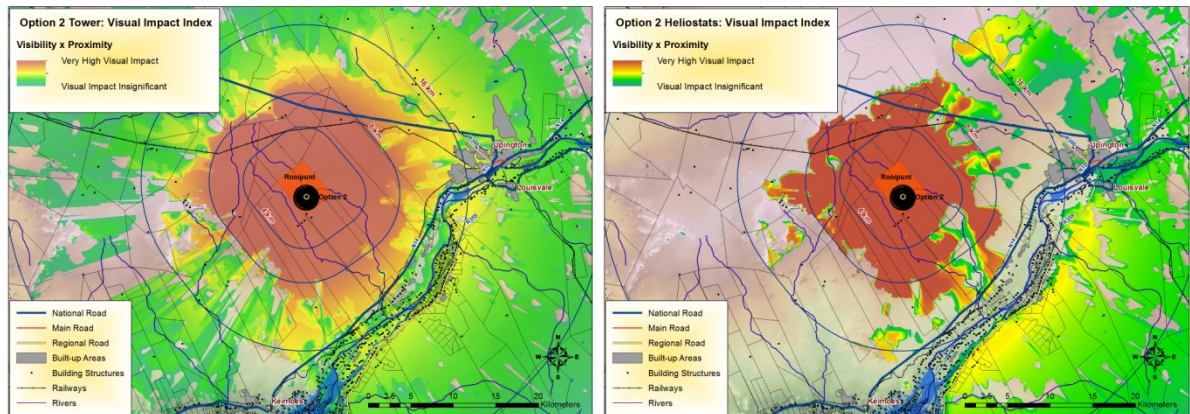 Option 2 Tower: Visual Impact Index
Visibility x Proximity
Very High Visual Impact
Visual Impact Insignificant
16 km
8 km
Upington
Rooipunt
Louisvale
Option 2
4 km
N14
R359
National Road
Main Road
Regional Road
Built-up Areas
Building Structures
Railways
Rivers
N
W E
S
Keimoes
0 2.5 5 10 15 20
Kilometers
Option 2 Heliostats: Visual Impact Index
Visibility x Proximity
Very High Visual Impact
Visual Impact Insignificant
16 km
8 km
Upington
Rooipunt
Louisvale
Option 2
4 km
N14
R359
National Road
Main Road
Regional Road
Built-up Areas
Building Structures
Railways
Rivers
N
W E
S
Keimoes
0 2.5 5 10 15 20
Kilometers